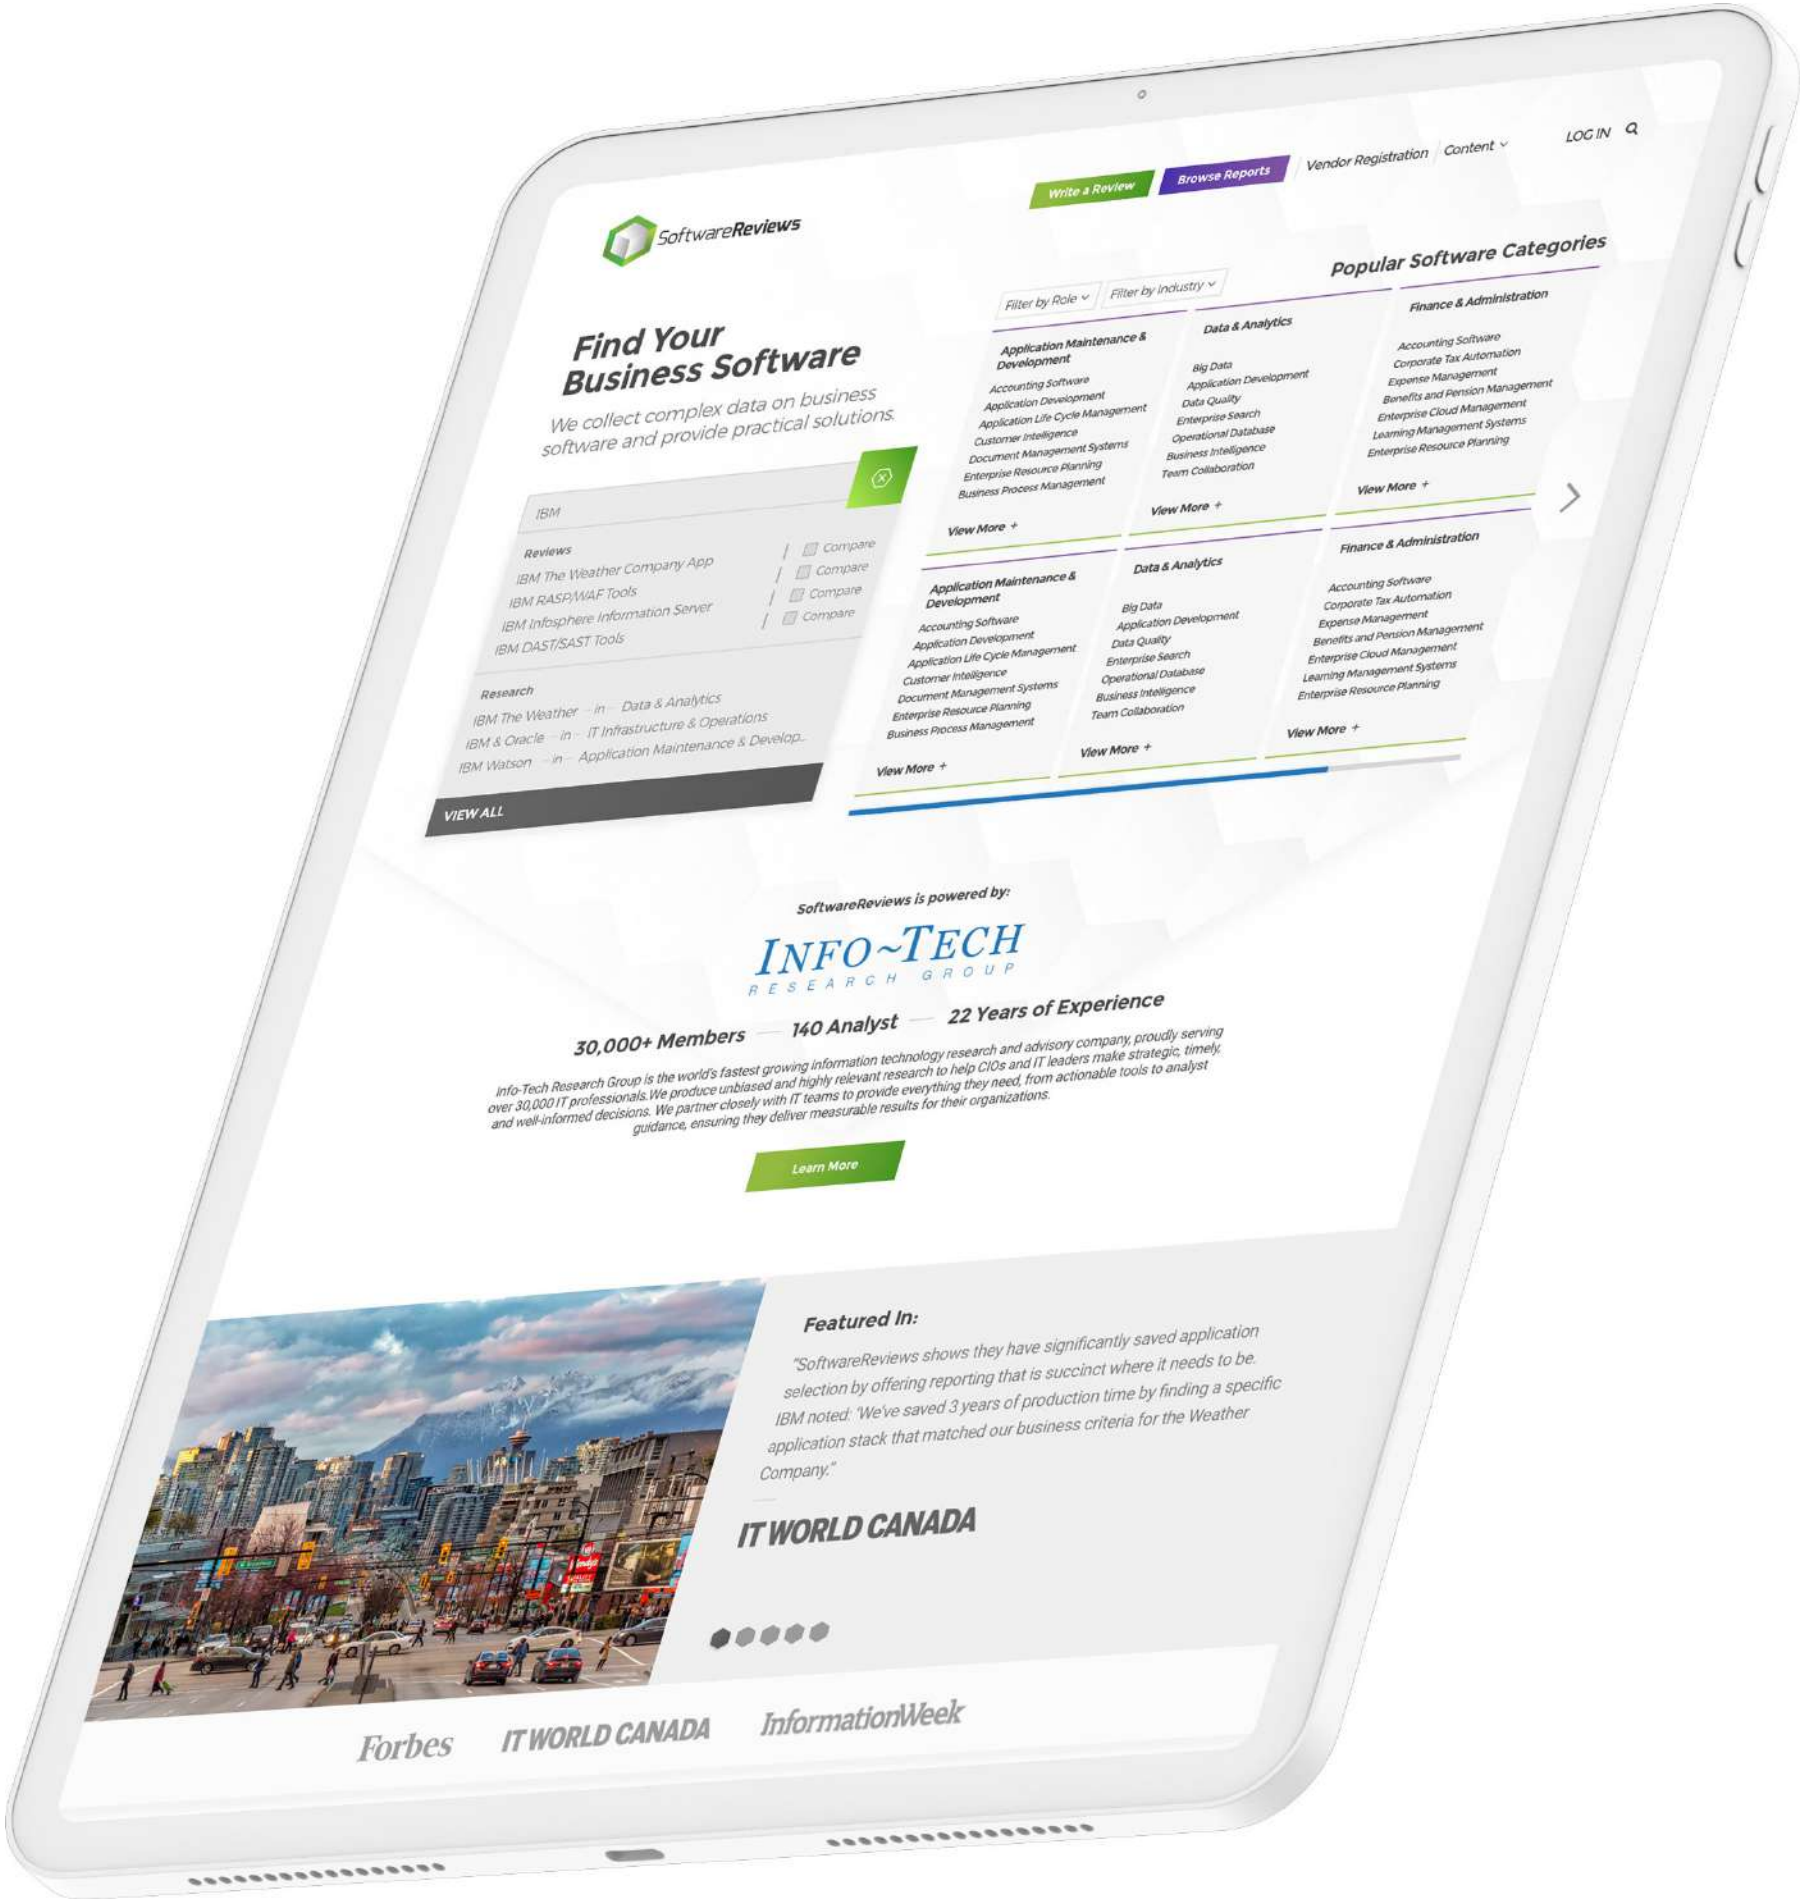 Write a Review
Browse Reports
Vendor Registration
Content
LOG IN
SoftwareReviews
Find Your
Business Software
We collect complex data on business
software and provide practical solutions.
IBM
Reviews
IBM The Weather Company App
Compare
IBM RASP/WAF Tools
Compare
IBM Infosphere Information Server
Compare
IBM DAST/SAST Tools
Compare
Research
IBM The Weather – in – Data & Analytics
IBM & Oracle – in – IT Infrastructure & Operations
IBM Watson – in – Application Maintenance & Develop...
VIEW ALL
Popular Software Categories
Filter by Role
Filter by Industry
Application Maintenance &
Development
Accounting Software
Application Development
Application Life Cycle Management
Customer Intelligence
Document Management Systems
Enterprise Resource Planning
Business Process Management
View More +
Data & Analytics
Big Data
Application Development
Data Quality
Enterprise Search
Operational Database
Business Intelligence
Team Collaboration
View More +
Finance & Administration
Accounting Software
Corporate Tax Automation
Expense Management
Benefits and Pension Management
Enterprise Cloud Management
Learning Management Systems
Enterprise Resource Planning
View More +
Application Maintenance &
Development
Accounting Software
Application Development
Application Life Cycle Management
Customer Intelligence
Document Management Systems
Enterprise Resource Planning
Business Process Management
View More +
Data & Analytics
Big Data
Application Development
Data Quality
Enterprise Search
Operational Database
Business Intelligence
Team Collaboration
View More +
Finance & Administration
Accounting Software
Corporate Tax Automation
Expense Management
Benefits and Pension Management
Enterprise Cloud Management
Learning Management Systems
Enterprise Resource Planning
View More +
SoftwareReviews is powered by:
INFO~TECH
RESEARCH GROUP
30,000+ Members — 140 Analyst — 22 Years of Experience
Info-Tech Research Group is the world's fastest growing information technology research and advisory company, proudly serving
over 30,000 IT professionals.We produce unbiased and highly relevant research to help CIOs and IT leaders make strategic, timely,
and well-informed decisions. We partner closely with IT teams to provide everything they need, from actionable tools to analyst
guidance, ensuring they deliver measurable results for their organizations.
Learn More
Featured In:
"SoftwareReviews shows they have significantly saved application
selection by offering reporting that is succinct where it needs to be.
IBM noted: 'We've saved 3 years of production time by finding a specific
application stack that matched our business criteria for the Weather
Company."
IT WORLD CANADA
Wendy's
Forbes
IT WORLD CANADA
InformationWeek